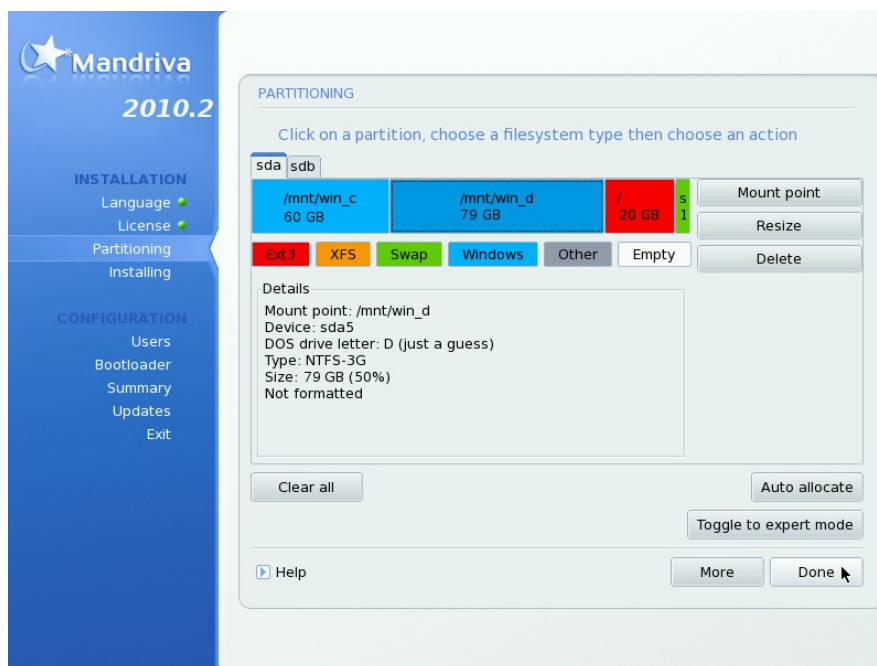 Mandriva
2010.2
INSTALLATION
Language
License
Partitioning
Installing
CONFIGURATION
Users
Bootloader
Summary
Updates
Exit
PARTITIONING
Click on a partition, choose a filesystem type then choose an action
sda sdb
/mnt/win_c
60 GB
/mnt/win_d
79 GB
/
20 GB
s
1
Mount point
Resize
Delete
Ext3 XFS Swap Windows Other Empty
Details
Mount point: /mnt/win_d
Device: sda5
DOS drive letter: D (just a guess)
Type: NTFS-3G
Size: 79 GB (50%)
Not formatted
Clear all
Auto allocate
Toggle to expert mode
Help
More
Done